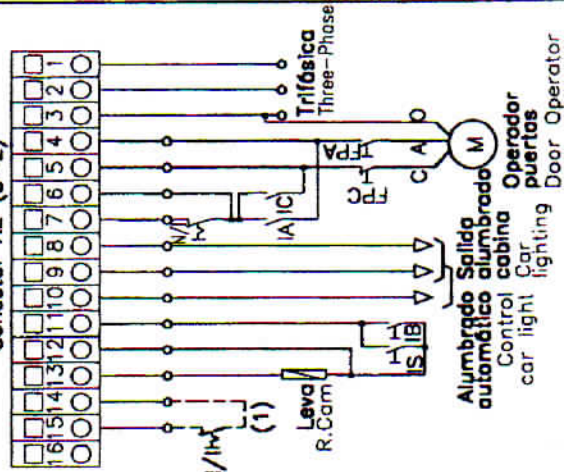 1
2
3
4
5
6
7
8
9
10
11
12
13
14
15
16
Trifásica
Three-Phase
FPA
FPC
IC
IA
C
A
O
M
Operador
puertas
Door Operator
Salida
alumbrado
cabina
Car
lighting
Alumbrado
automático
Control
car light
IS
IB
Leva
R.Cam
(1)